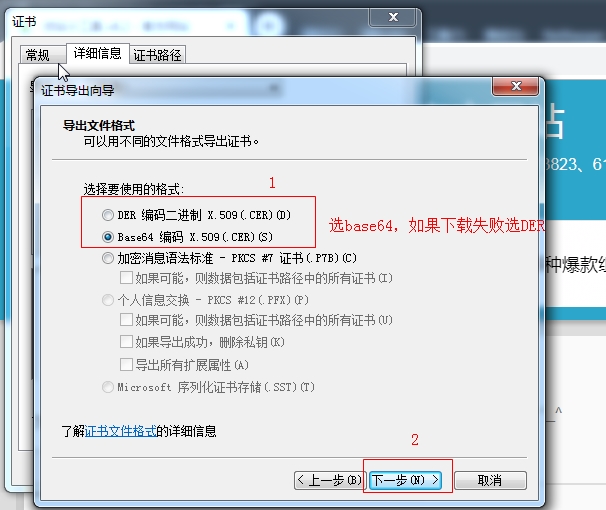 证书
常规
详细信息
证书路径
证书导出向导
导出文件格式
可以用不同的文件格式导出证书。
选择要使用的格式:
1
DER 编码二进制 X.509(.CER)(D)
Base64 编码 X.509(.CER)(S)
选base64，如果下载失败选DER
加密消息语法标准 - PKCS #7 证书(.P7B)(C)
如果可能，则数据包括证书路径中的所有证书(I)
个人信息交换 - PKCS #12(.PFX)(P)
如果可能，则数据包括证书路径中的所有证书(U)
如果导出成功，删除私钥(K)
导出所有扩展属性(A)
Microsoft 序列化证书存储(.SST)(T)
了解证书文件格式的详细信息
2
< 上一步(B)
下一步(N) >
取消
站
3823、61
种爆款组